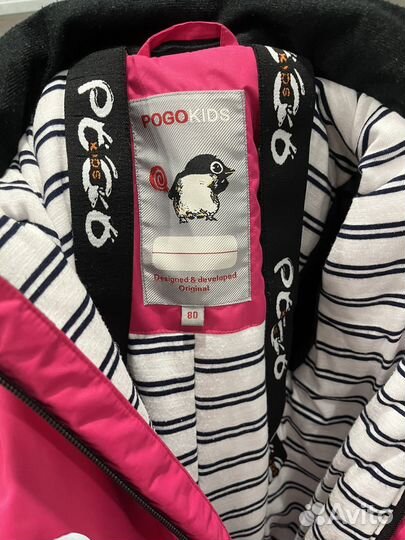 POGO KIDS
POGO
KIDS
POGO
KIDS
Designed & developed
Original
80
POGO
Avito